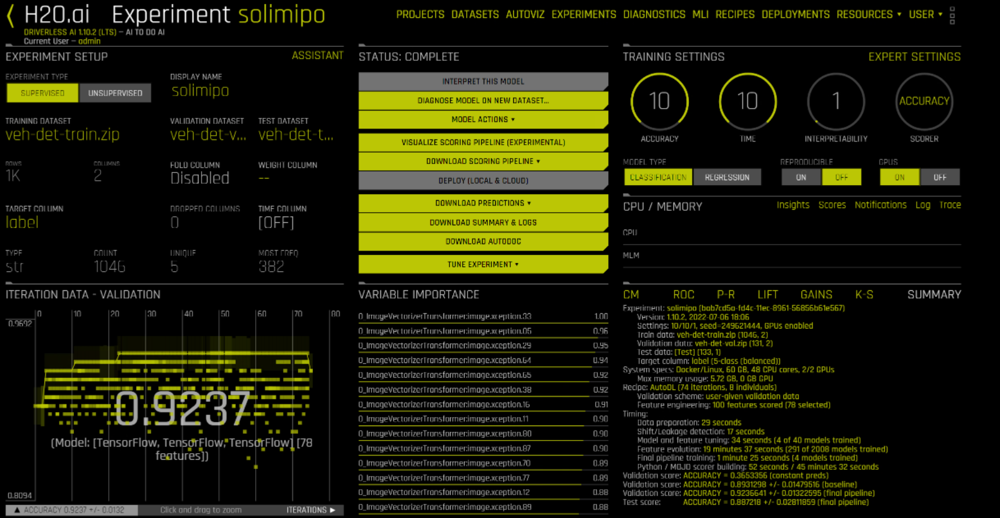 H2O.ai Experiment solimipo
DRIVERLESS AI 1.10.2 (LTS) – AI TO DO AI
Current User – admin
PROJECTS DATASETS AUTOVIZ EXPERIMENTS DIAGNOSTICS MLI RECIPES DEPLOYMENTS RESOURCES ▾ USER ▾
EXPERIMENT SETUP ASSISTANT
EXPERIMENT TYPE DISPLAY NAME
SUPERVISED UNSUPERVISED solimipo
TRAINING DATASET VALIDATION DATASET TEST DATASET
veh-det-train.zip veh-det-v... veh-det-t...
ROWS COLUMNS FOLD COLUMN WEIGHT COLUMN
1K 2 Disabled --
TARGET COLUMN DROPPED COLUMNS TIME COLUMN
label 0 [OFF]
TYPE COUNT UNIQUE MOST FREQ
str 1046 5 382
STATUS: COMPLETE
INTERPRET THIS MODEL
DIAGNOSE MODEL ON NEW DATASET...
MODEL ACTIONS ▾
VISUALIZE SCORING PIPELINE (EXPERIMENTAL)
DOWNLOAD SCORING PIPELINE ▾
DEPLOY (LOCAL & CLOUD)
DOWNLOAD PREDICTIONS ▾
DOWNLOAD SUMMARY & LOGS
DOWNLOAD AUTODOC
TUNE EXPERIMENT ▾
TRAINING SETTINGS EXPERT SETTINGS
10 10 1 ACCURACY
ACCURACY TIME INTERPRETABILITY SCORER
MODEL TYPE REPRODUCIBLE GPUS
CLASSIFICATION REGRESSION ON OFF ON OFF
CPU / MEMORY Insights Scores Notifications Log Trace
CPU
MLM
ITERATION DATA - VALIDATION
0 10 20 30 40 50 60 70 80
0.9692
0.9237
(Model: [TensorFlow, TensorFlow, TensorFlow] [78
features])
0.8094
▲ ACCURACY 0.9237 +/- 0.0132 Click and drag to zoom ITERATIONS ►
VARIABLE IMPORTANCE
0_ImageVectorizerTransformer:image.xception.33 1.00
0_ImageVectorizerTransformer:image.xception.05 0.96
0_ImageVectorizerTransformer:image.xception.29 0.95
0_ImageVectorizerTransformer:image.xception.64 0.94
0_ImageVectorizerTransformer:image.xception.65 0.92
0_ImageVectorizerTransformer:image.xception.38 0.92
0_ImageVectorizerTransformer:image.xception.16 0.91
0_ImageVectorizerTransformer:image.xception.11 0.90
0_ImageVectorizerTransformer:image.xception.80 0.90
0_ImageVectorizerTransformer:image.xception.87 0.90
0_ImageVectorizerTransformer:image.xception.70 0.89
0_ImageVectorizerTransformer:image.xception.77 0.89
0_ImageVectorizerTransformer:image.xception.12 0.88
0_ImageVectorizerTransformer:image.xception.89 0.88
CM ROC P-R LIFT GAINS K-S SUMMARY
Experiment: solimipo (bab7cd5a-fd4c-11ec-8961-56856b61e567)
Version: 1.10.2, 2022-07-06 18:06
Settings: 10/10/1, seed=249621444, GPUs enabled
Train data: veh-det-train.zip (1046, 2)
Validation data: veh-det-val.zip (131, 2)
Test data: [Test] (133, 1)
Target column: label (5-class (balanced))
System specs: Docker/Linux, 60 GB, 48 CPU cores, 2/2 GPUs
Max memory usage: 5.72 GB, 0 GB GPU
Recipe: AutoDL (74 iterations, 8 individuals)
Validation scheme: user-given validation data
Feature engineering: 100 features scored (78 selected)
Timing:
Data preparation: 29 seconds
Shift/Leakage detection: 17 seconds
Model and feature tuning: 34 seconds (4 of 40 models trained)
Feature evolution: 19 minutes 37 seconds (291 of 2008 models trained)
Final pipeline training: 1 minute 25 seconds (4 models trained)
Python / MOJO scorer building: 52 seconds / 45 minutes 32 seconds
Validation score: ACCURACY = 0.3653356 (constant preds)
Validation score: ACCURACY = 0.8931298 +/- 0.01479516 (baseline)
Validation score: ACCURACY = 0.9236641 +/- 0.01322595 (final pipeline)
Test score: ACCURACY = 0.887218 +/- 0.02811859 (final pipeline)